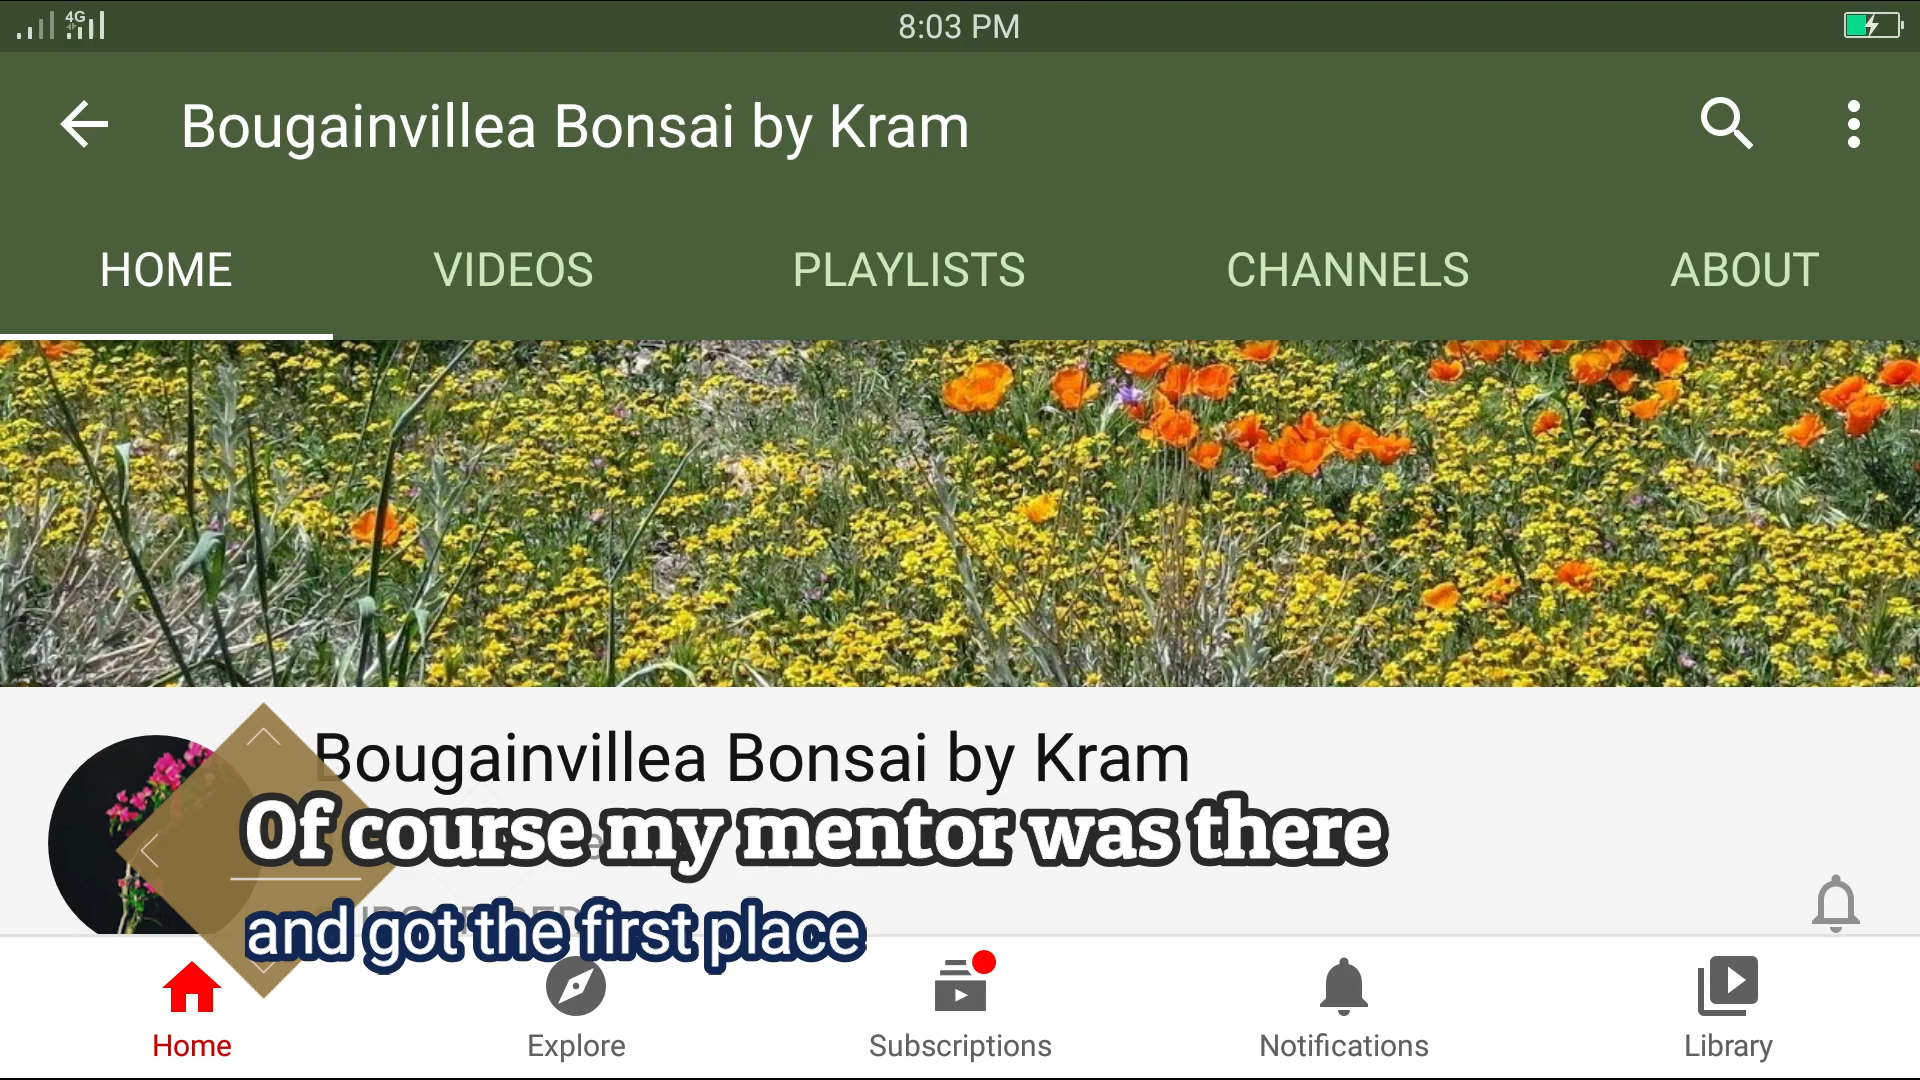 4G
8:03 PM
Bougainvillea Bonsai by Kram
HOME VIDEOS PLAYLISTS CHANNELS ABOUT
Bougainvillea Bonsai by Kram
Of course my mentor was there
and got the first place
Home Explore Subscriptions Notifications Library